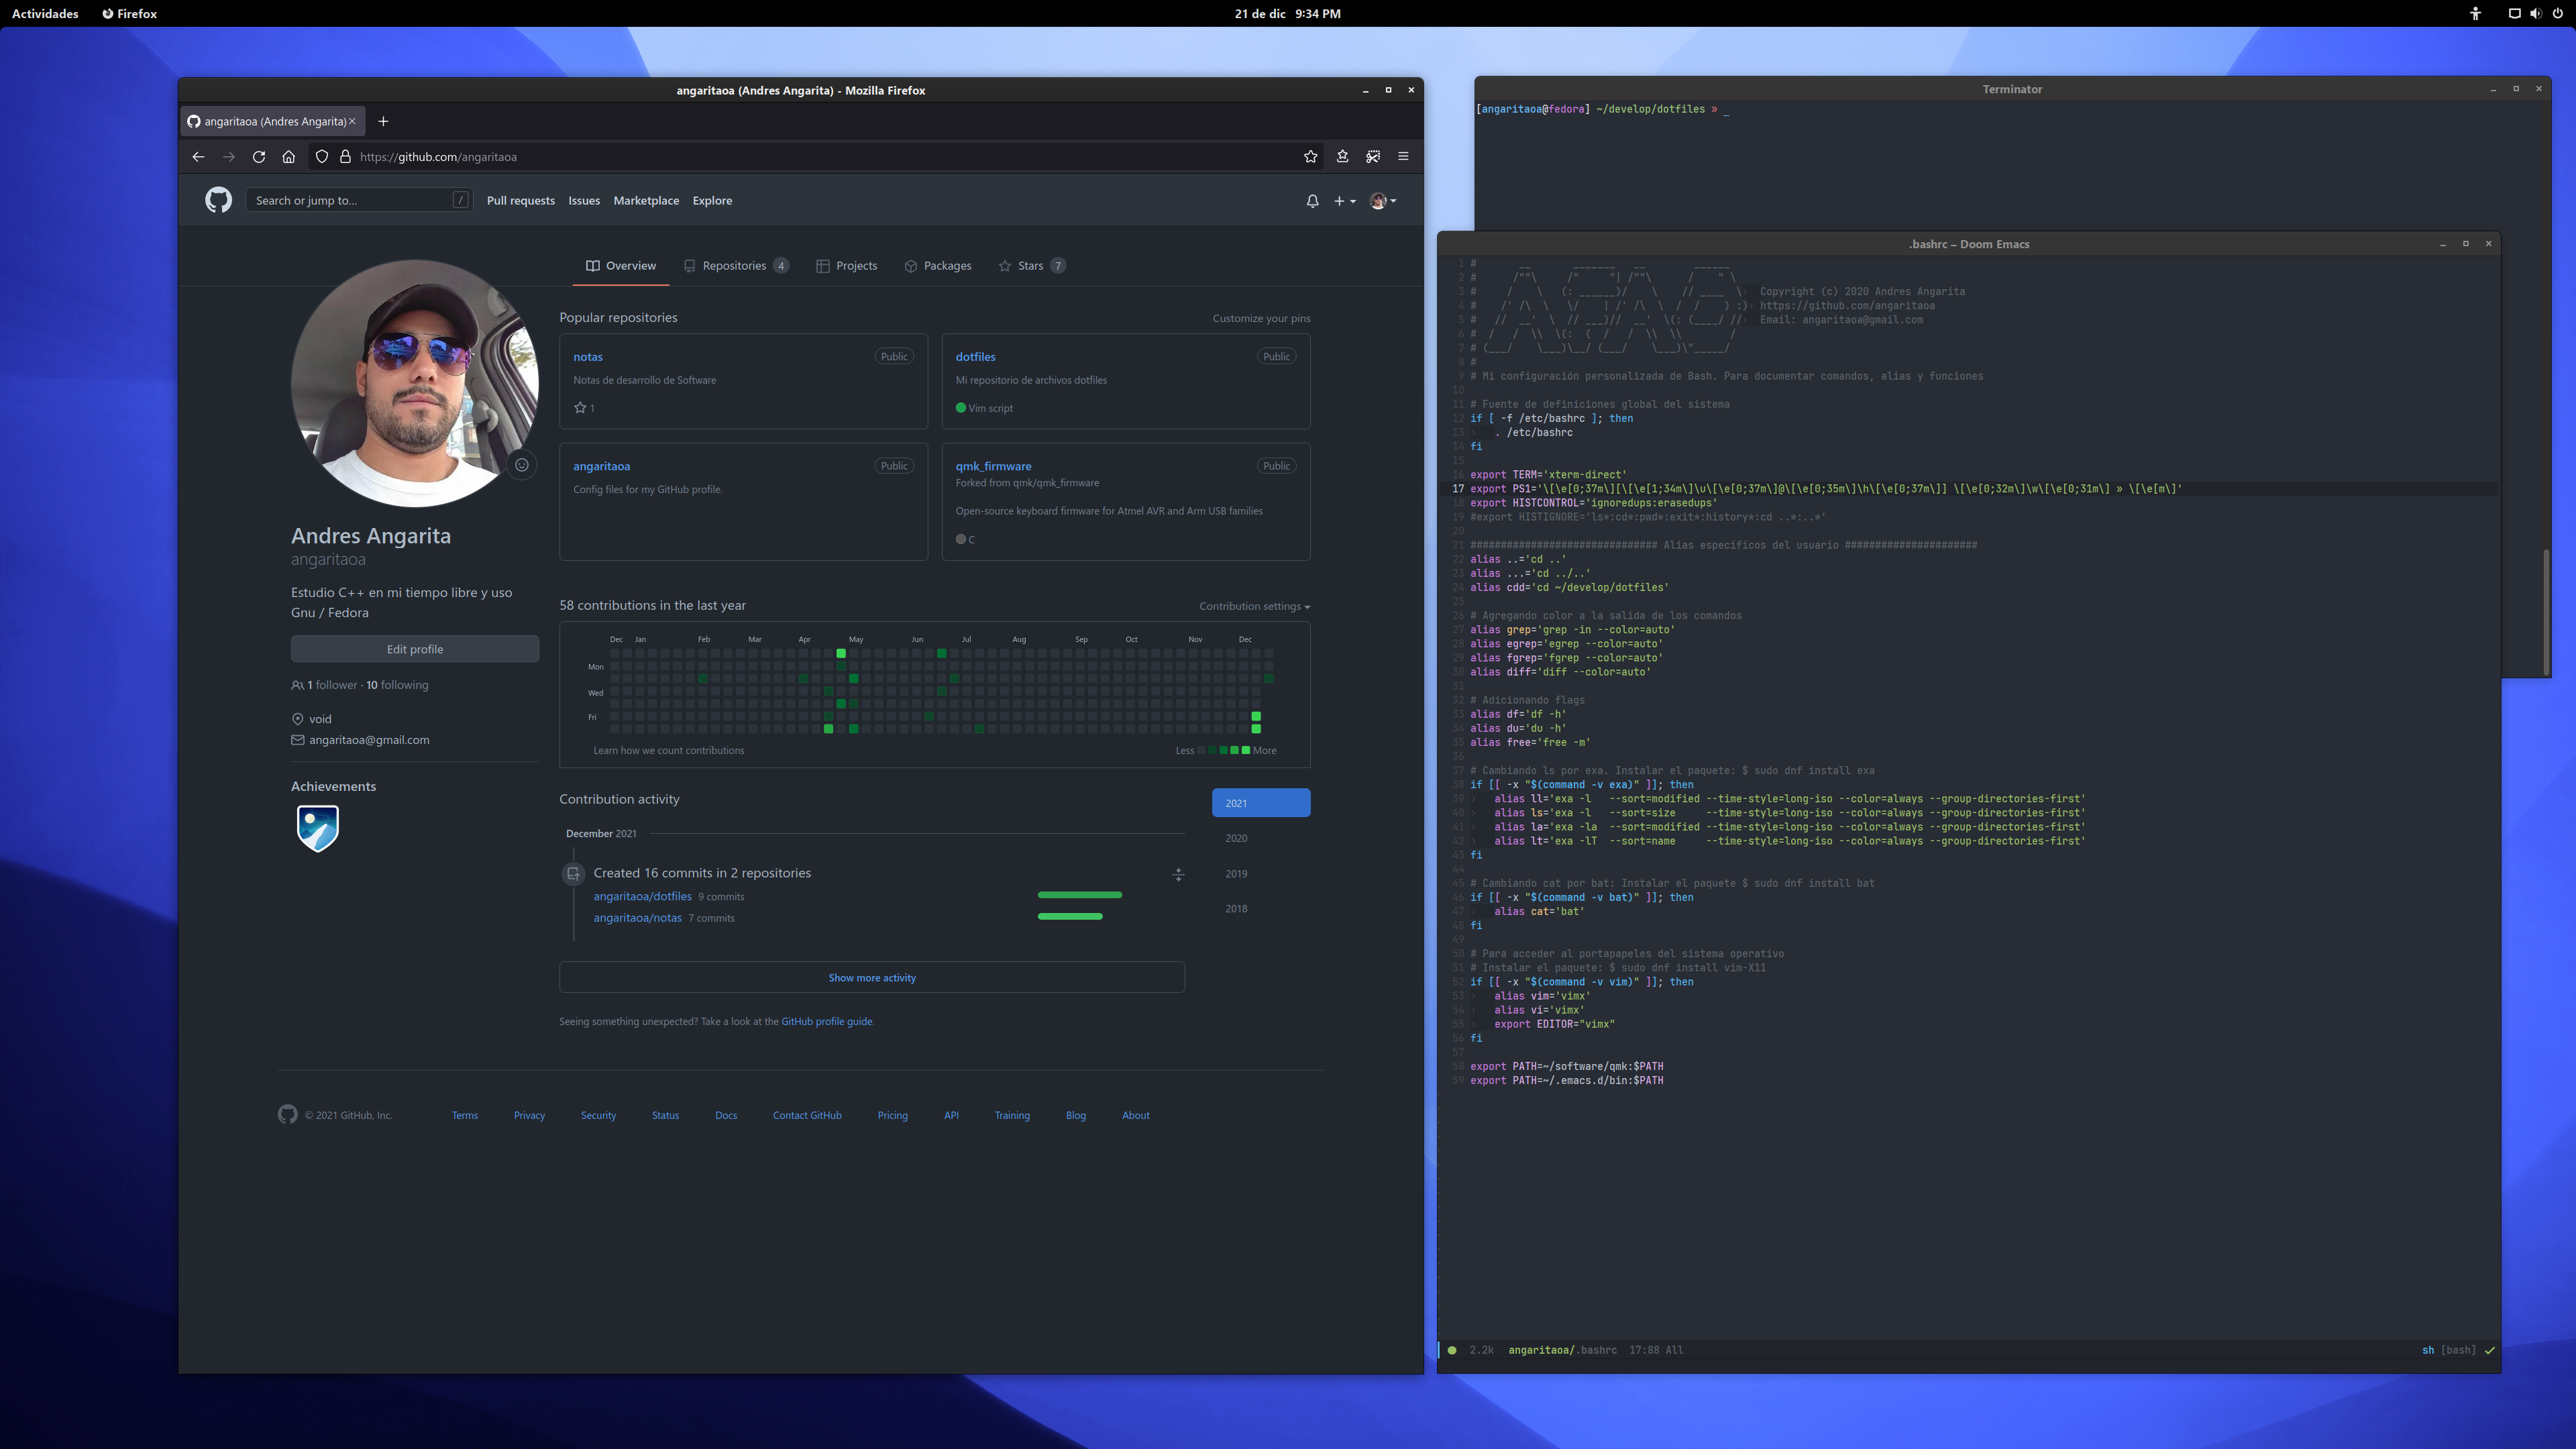 Actividades
Firefox
21 de dic 9:34 PM
angaritaoa (Andres Angarita) - Mozilla Firefox
angaritaoa (Andres Angarita)
https://github.com/angaritaoa
Search or jump to...
/
Pull requests Issues Marketplace Explore
Overview Repositories 4 Projects Packages Stars 7
Andres Angarita
angaritaoa
Estudio C++ en mi tiempo libre y uso
Gnu / Fedora
Edit profile
1 follower · 10 following
void
angaritaoa@gmail.com
Achievements
Popular repositories
Customize your pins
notas Public
Notas de desarrollo de Software
1
dotfiles Public
Mi repositorio de archivos dotfiles
Vim script
angaritaoa Public
Config files for my GitHub profile.
qmk_firmware Public
Forked from qmk/qmk_firmware
Open-source keyboard firmware for Atmel AVR and Arm USB families
C
58 contributions in the last year
Contribution settings
Dec Jan Feb Mar Apr May Jun Jul Aug Sep Oct Nov Dec
Mon
Wed
Fri
Learn how we count contributions
Less More
Contribution activity
2021
2020
2019
2018
December 2021
Created 16 commits in 2 repositories
angaritaoa/dotfiles 9 commits
angaritaoa/notas 7 commits
Show more activity
Seeing something unexpected? Take a look at the GitHub profile guide.
© 2021 GitHub, Inc. Terms Privacy Security Status Docs Contact GitHub Pricing API Training Blog About
Terminator
[angaritaoa@fedora] ~/develop/dotfiles » _
.bashrc – Doom Emacs
1 #
2 #
3 # Copyright (c) 2020 Andres Angarita
4 # https://github.com/angaritaoa
5 # Email: angaritaoa@gmail.com
6 #
7 #
8 #
9 # Mi configuración personalizada de Bash. Para documentar comandos, alias y funciones
10
11 # Fuente de definiciones global del sistema
12 if [ -f /etc/bashrc ]; then
13 . /etc/bashrc
14 fi
15
16 export TERM='xterm-direct'
17 export PS1='\[\e[0;37m\][\[\e[1;34m\]\u\[\e[0;37m\]@\[\e[0;35m\]\h\[\e[0;37m\]] \[\e[0;32m\]\w\[\e[0;31m\] » \[\e[m\]'
18 export HISTCONTROL='ignoredups:erasedups'
19 #export HISTIGNORE='ls*:cd*:pwd*:exit*:history*:cd ..*:..*'
20
21 ############################### Alias especificos del usuario ######################
22 alias ..='cd ..'
23 alias ...='cd ../..'
24 alias cdd='cd ~/develop/dotfiles'
25
26 # Agregando color a la salida de los comandos
27 alias grep='grep -in --color=auto'
28 alias egrep='egrep --color=auto'
29 alias fgrep='fgrep --color=auto'
30 alias diff='diff --color=auto'
31
32 # Adicionando flags
33 alias df='df -h'
34 alias du='du -h'
35 alias free='free -m'
36
37 # Cambiando ls por exa. Instalar el paquete: $ sudo dnf install exa
38 if [[ -x "$(command -v exa)" ]]; then
39 alias ll='exa -l --sort=modified --time-style=long-iso --color=always --group-directories-first'
40 alias ls='exa -l --sort=size --time-style=long-iso --color=always --group-directories-first'
41 alias la='exa -la --sort=modified --time-style=long-iso --color=always --group-directories-first'
42 alias lt='exa -lT --sort=name --time-style=long-iso --color=always --group-directories-first'
43 fi
44
45 # Cambiando cat por bat: Instalar el paquete $ sudo dnf install bat
46 if [[ -x "$(command -v bat)" ]]; then
47 alias cat='bat'
48 fi
49
50 # Para acceder al portapapeles del sistema operativo
51 # Instalar el paquete: $ sudo dnf install vim-X11
52 if [[ -x "$(command -v vim)" ]]; then
53 alias vim='vimx'
54 alias vi='vimx'
55 export EDITOR="vimx"
56 fi
57
58 export PATH=~/software/qmk:$PATH
59 export PATH=~/.emacs.d/bin:$PATH
2.2k angaritaoa/.bashrc 17:88 All
sh [bash]